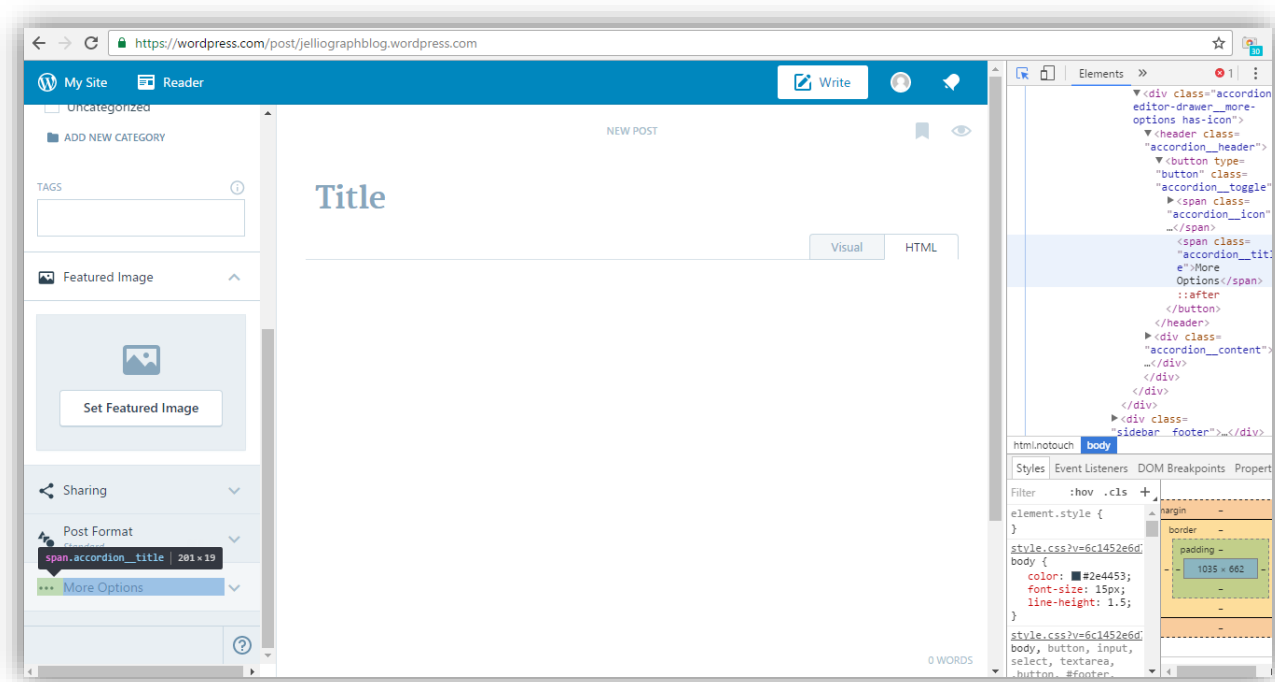 https://wordpress.com/post/jelliographblog.wordpress.com
30
My Site
Reader
Write
Uncategorized
ADD NEW CATEGORY
TAGS
Featured Image
Set Featured Image
Sharing
Post Format
Standard
span.accordion__title | 201×19
More Options
NEW POST
Title
Visual
HTML
0 WORDS
Elements
»
1
▼<div class="accordion
editor-drawer__more-
options has-icon">
▼<header class=
"accordion__header">
▼<button type=
"button" class=
"accordion__toggle"
▶<span class=
"accordion__icon"
…</span>
<span class=
"accordion__titl
e">More
Options</span>
::after
</button>
</header>
▶<div class=
"accordion__content">
…</div>
</div>
</div>
</div>
▶<div class=
"sidebar__footer">…</div>
html.notouch body
Styles Event Listeners DOM Breakpoints Propert
Filter :hov .cls +
element.style {
}
style.css?v=6c1452e6d
body {
color: #2e4453;
font-size: 15px;
line-height: 1.5;
}
style.css?v=6c1452e6d
body, button, input,
select, textarea,
.button, #footer,
margin –
border –
padding –
– – 1035 × 662 –
–
–
–